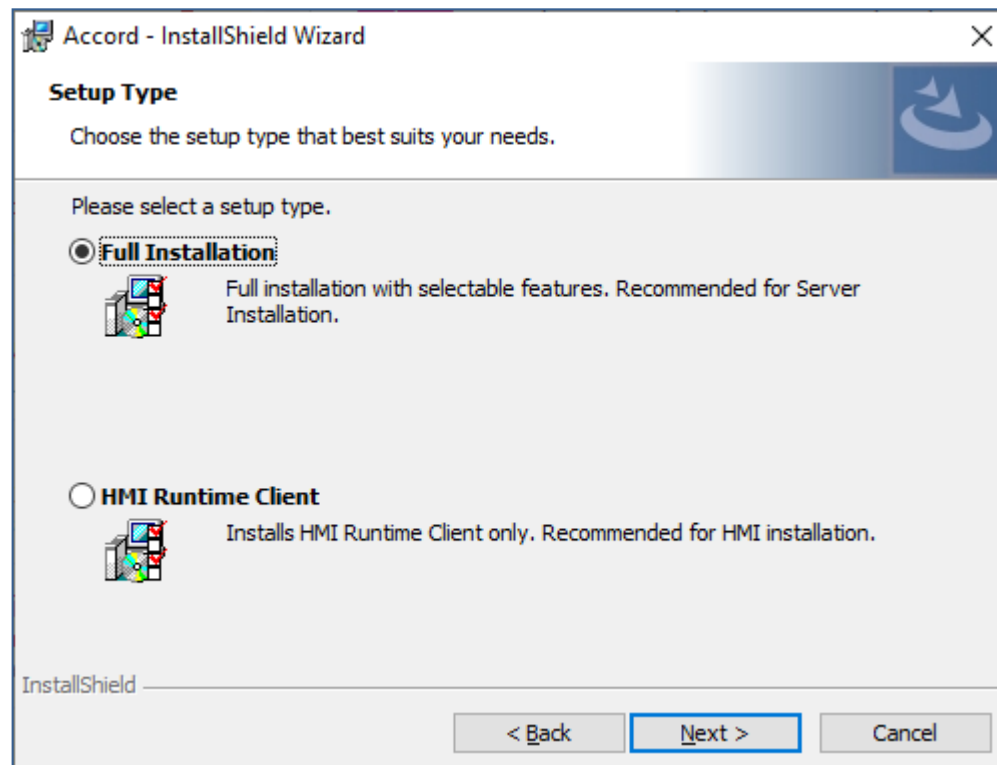 Accord - InstallShield Wizard
Setup Type
Choose the setup type that best suits your needs.
Please select a setup type.
Full Installation
Full installation with selectable features. Recommended for Server
Installation.
HMI Runtime Client
Installs HMI Runtime Client only. Recommended for HMI installation.
InstallShield
< Back
Next >
Cancel